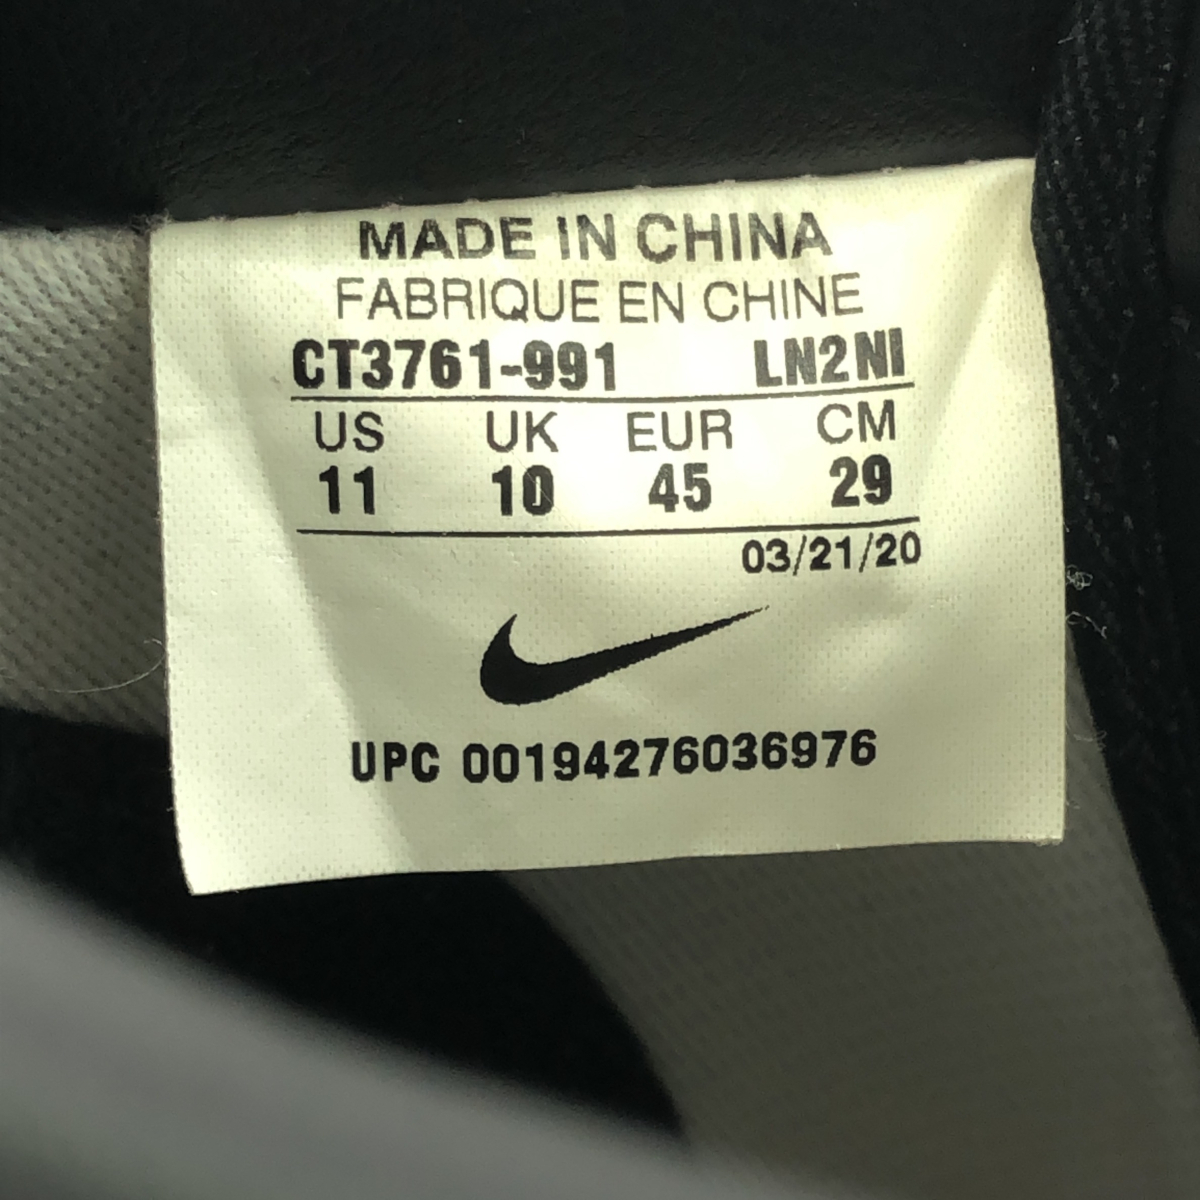 MADE IN CHINA
FABRIQUE EN CHINE
CT3761-991 LN2NI
US UK EUR CM
11 10 45 29
03/21/20
UPC 00194276036976